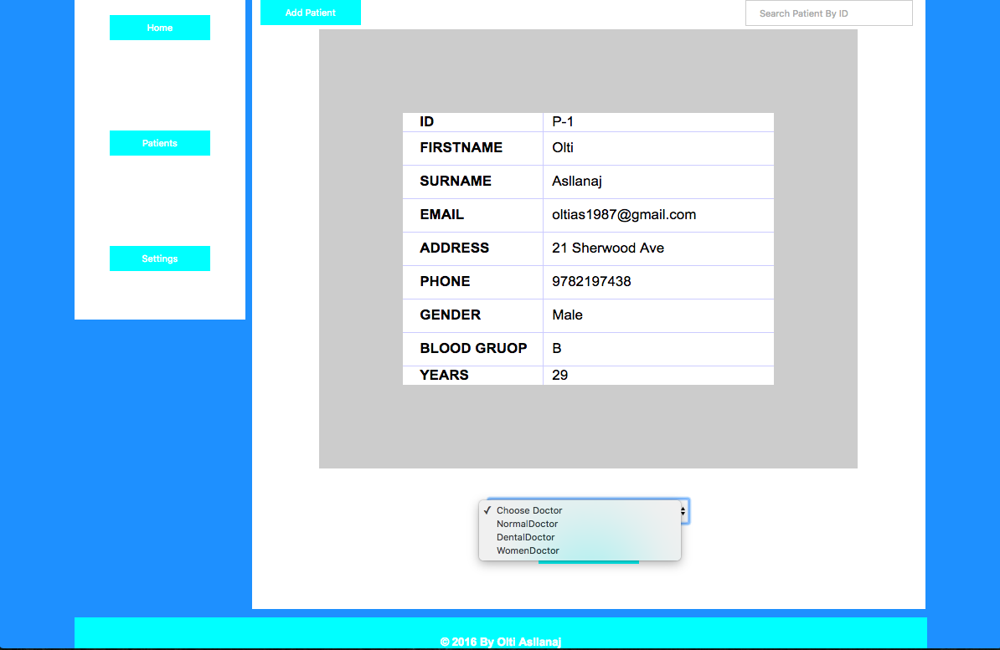 Home
Patients
Settings
Add Patient
Search Patient By ID
ID P-1
FIRSTNAME Olti
SURNAME Asllanaj
EMAIL oltias1987@gmail.com
ADDRESS 21 Sherwood Ave
PHONE 9782197438
GENDER Male
BLOOD GRUOP B
YEARS 29
✓ Choose Doctor
NormalDoctor
DentalDoctor
WomenDoctor
© 2016 By Olti Asllanaj